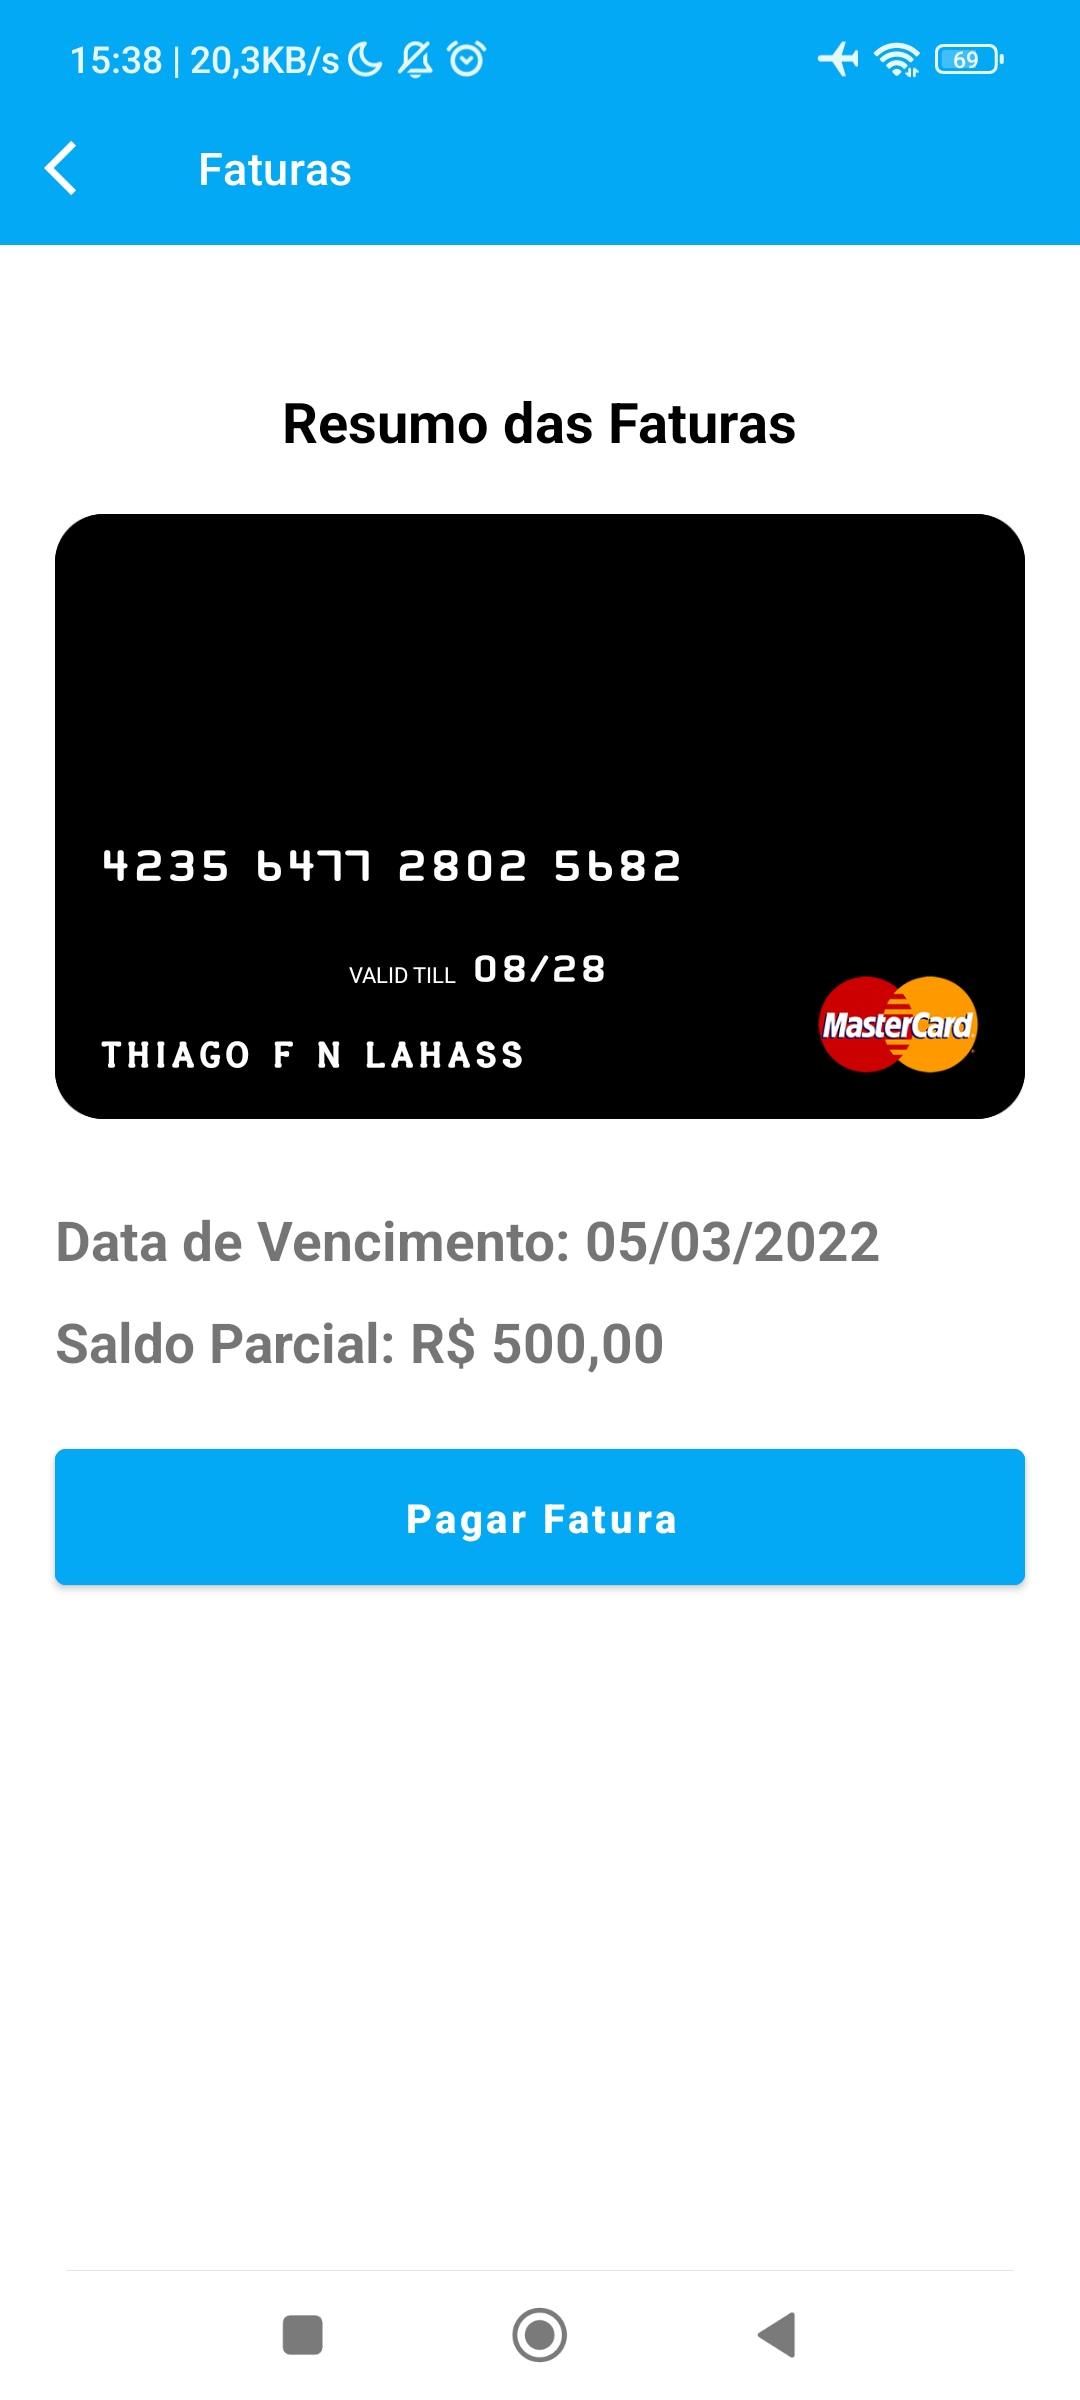 15:38 | 20,3KB/s
69
Faturas
Resumo das Faturas
4235 6477 2802 5682
VALID TILL 08/28
THIAGO F N LAHASS
MasterCard
Data de Vencimento: 05/03/2022
Saldo Parcial: R$ 500,00
Pagar Fatura